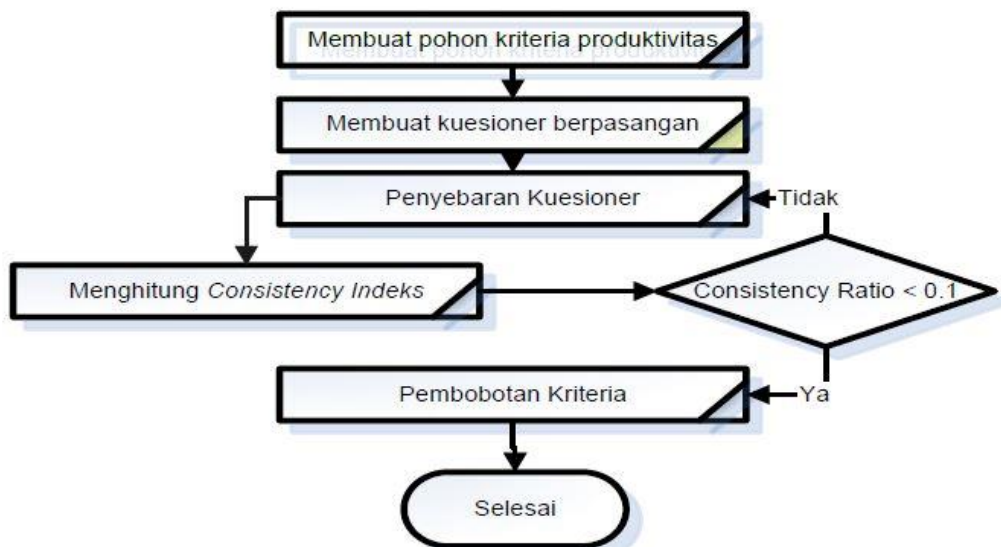 Membuat pohon kriteria produktivitas
Membuat kuesioner berpasangan
Penyebaran Kuesioner
Tidak
Menghitung Consistency Indeks
Consistency Ratio < 0.1
Pembobotan Kriteria
Ya
Selesai